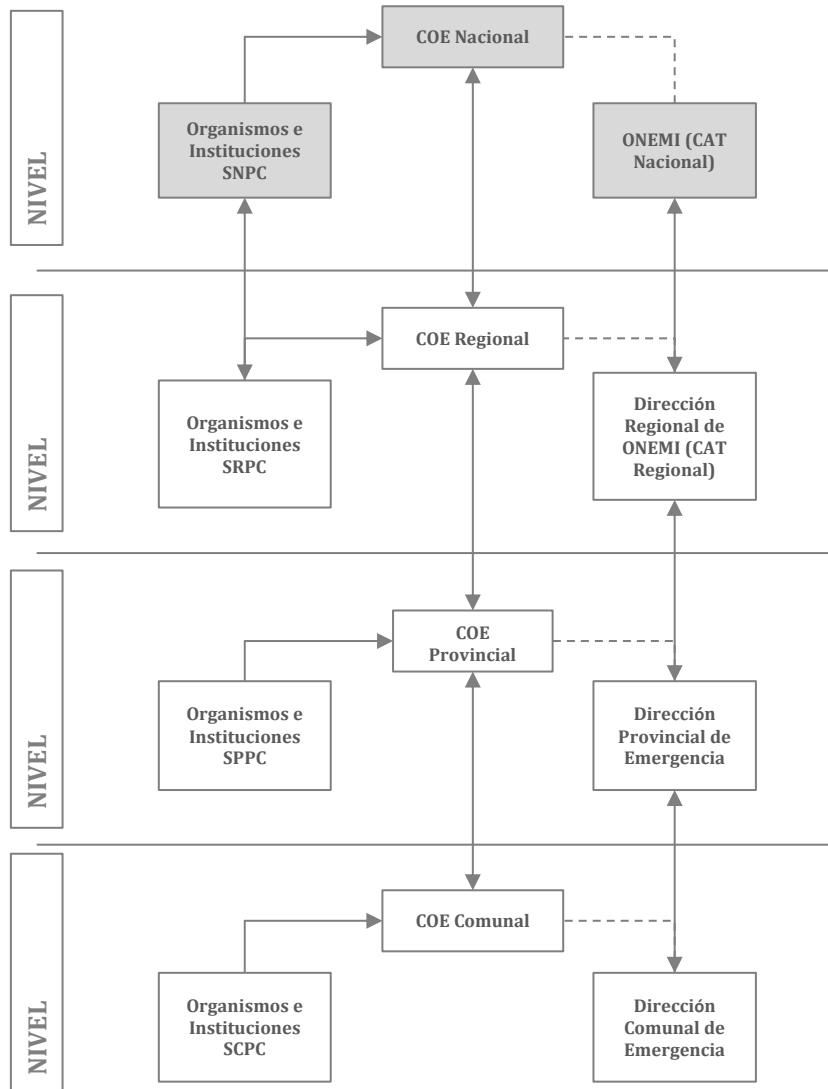 NIVEL
COE Nacional
Organismos e
Instituciones
SNPC
ONEMI (CAT
Nacional)
NIVEL
COE Regional
Organismos e
Instituciones
SRPC
Dirección
Regional de
ONEMI (CAT
Regional)
NIVEL
COE
Provincial
Organismos e
Instituciones
SPPC
Dirección
Provincial de
Emergencia
NIVEL
COE Comunal
Organismos e
Instituciones
SCPC
Dirección
Comunal de
Emergencia